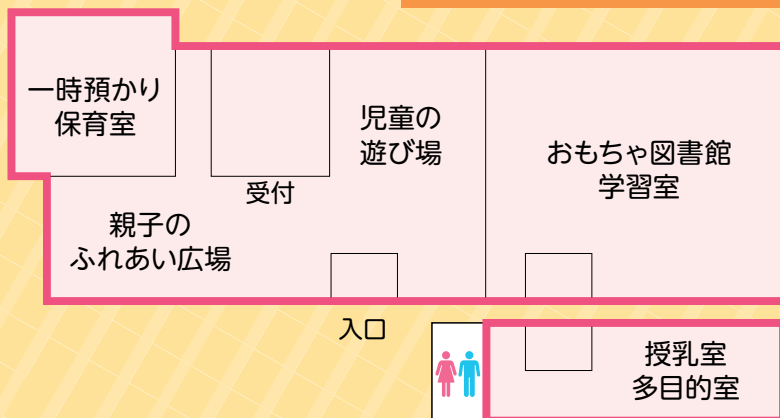 一時預かり
保育室
受付
児童の
遊び場
おもちゃ図書館
学習室
親子の
ふれあい広場
入口
授乳室
多目的室